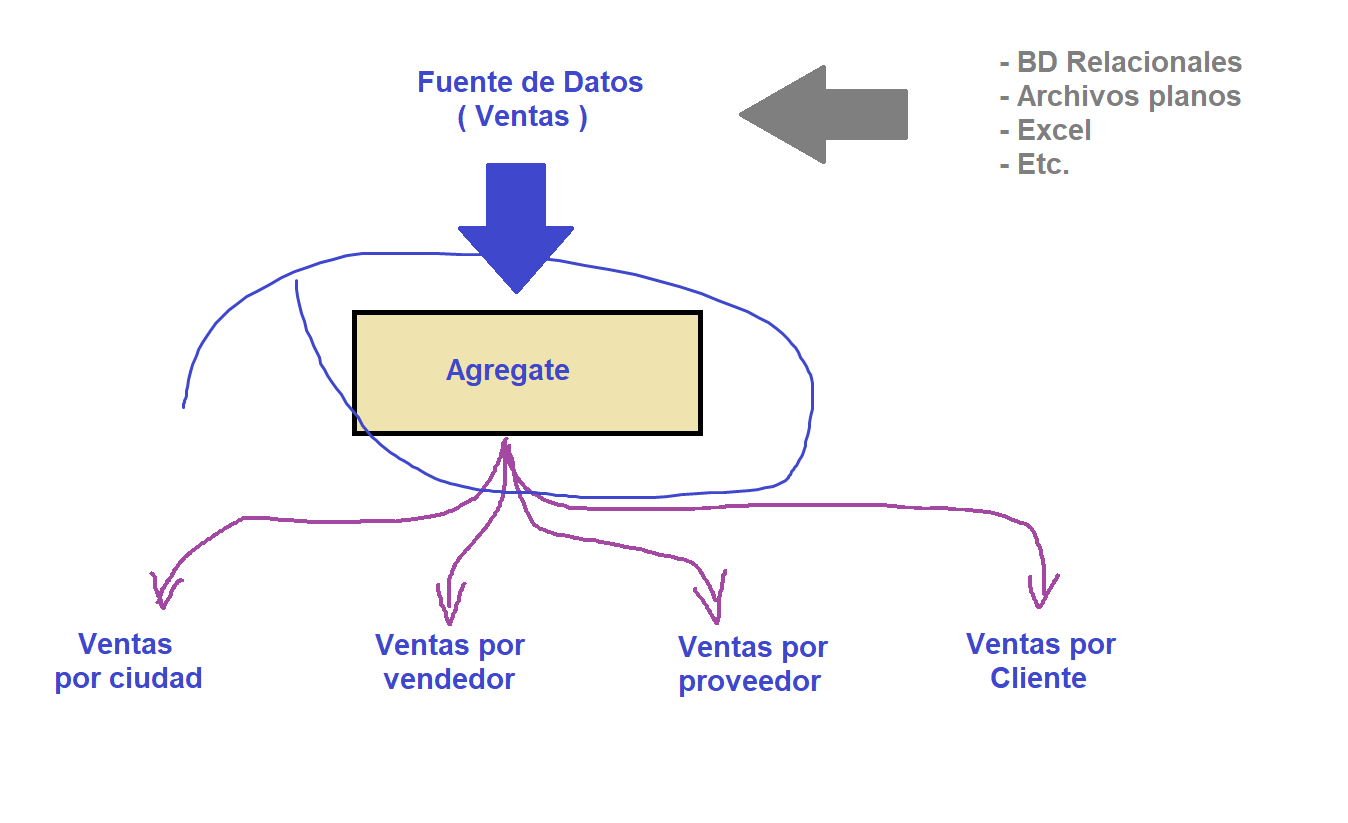 Fuente de Datos
( Ventas )
- BD Relacionales
- Archivos planos
- Excel
- Etc.
Agregate
Ventas
por ciudad
Ventas por
vendedor
Ventas por
proveedor
Ventas por
Cliente